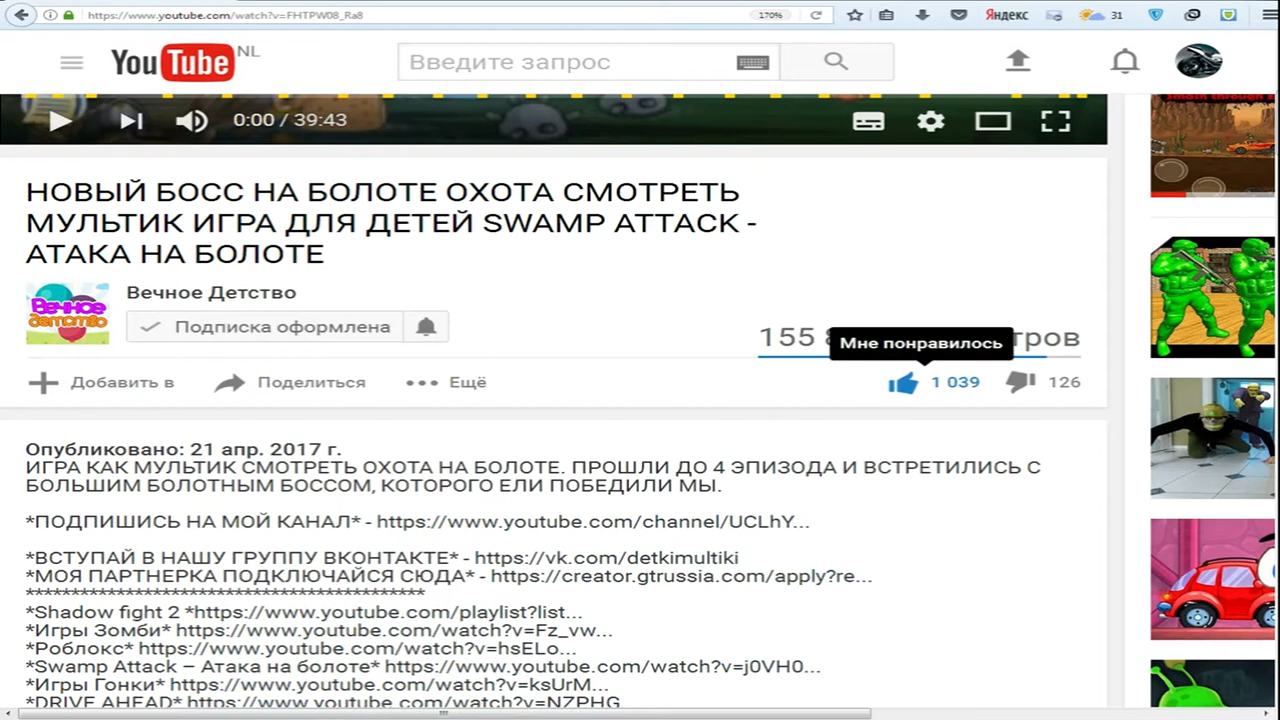 https://www.youtube.com/watch?v=FHTPW08_Ra8
170%
Яндекс
31
YouTube NL
Введите запрос
0:00 / 39:43
НОВЫЙ БОСС НА БОЛОТЕ ОХОТА СМОТРЕТЬ
МУЛЬТИК ИГРА ДЛЯ ДЕТЕЙ SWAMP ATTACK -
АТАКА НА БОЛОТЕ
Вечное Детство
Вечное
детство
Подписка оформлена
155
Мне понравилось
тров
Добавить в
Поделиться
Ещё
1 039
126
Опубликовано: 21 апр. 2017 г.
ИГРА КАК МУЛЬТИК СМОТРЕТЬ ОХОТА НА БОЛОТЕ. ПРОШЛИ ДО 4 ЭПИЗОДА И ВСТРЕТИЛИСЬ С
БОЛЬШИМ БОЛОТНЫМ БОССОМ, КОТОРОГО ЕЛИ ПОБЕДИЛИ МЫ.
*ПОДПИШИСЬ НА МОЙ КАНАЛ* - https://www.youtube.com/channel/UCLhY...
*ВСТУПАЙ В НАШУ ГРУППУ ВКОНТАКТЕ* - https://vk.com/detkimultiki
*МОЯ ПАРТНЕРКА ПОДКЛЮЧАЙСЯ СЮДА* - https://creator.gtrussia.com/apply?re...
******************************************
*Shadow fight 2 *https://www.youtube.com/playlist?list...
*Игры Зомби* https://www.youtube.com/watch?v=Fz_vw...
*Роблокс* https://www.youtube.com/watch?v=hsELo...
*Swamp Attack – Атака на болоте* https://www.youtube.com/watch?v=j0VH0...
*Игры Гонки* https://www.youtube.com/watch?v=ksUrM...
*DRIVE AHEAD* https://www.youtube.com/watch?v=NZPHG